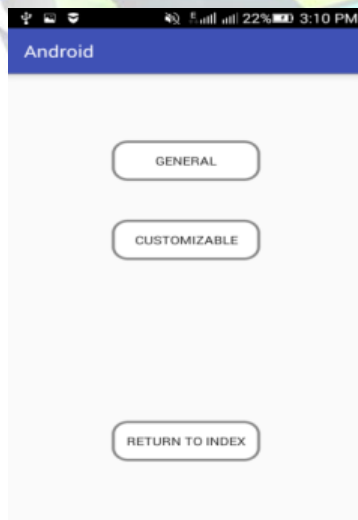 22% 3:10 PM
Android
GENERAL
CUSTOMIZABLE
RETURN TO INDEX